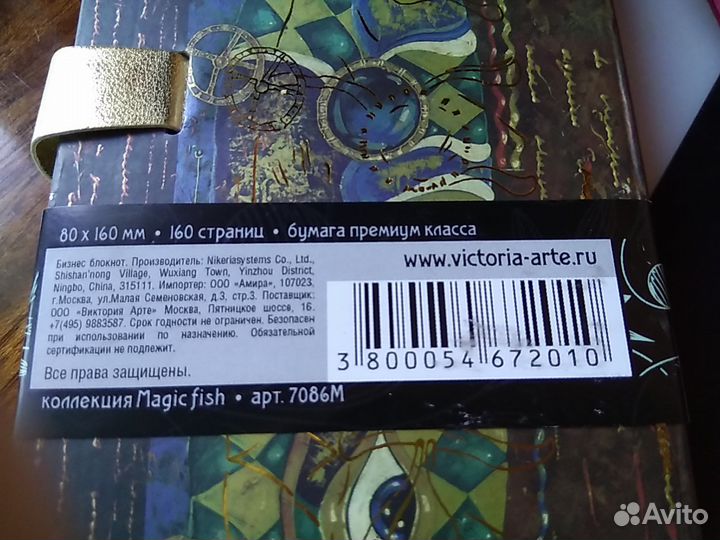 80 х 160 мм • 160 страниц • бумага премиум класса
Бизнес блокнот. Производитель: Nikeriasystems Co., Ltd.,
Shishan'nong Village, Wuxiang Town, Yinzhou District,
Ningbo, China, 315111. Импортер: ООО «Амира», 107023,
г.Москва, ул.Малая Семеновская, д.3, стр.3. Поставщик:
ООО «Виктория Арте» Москва, Пятницкое шоссе, 16.
+7(495) 9883587. Срок годности не ограничен. Безопасен
при использовании по назначению. Обязательной
сертификации не подлежит.
Все права защищены.
www.victoria-arte.ru
3 800054 672010
коллекция Magic fish • арт. 7086М
Avito